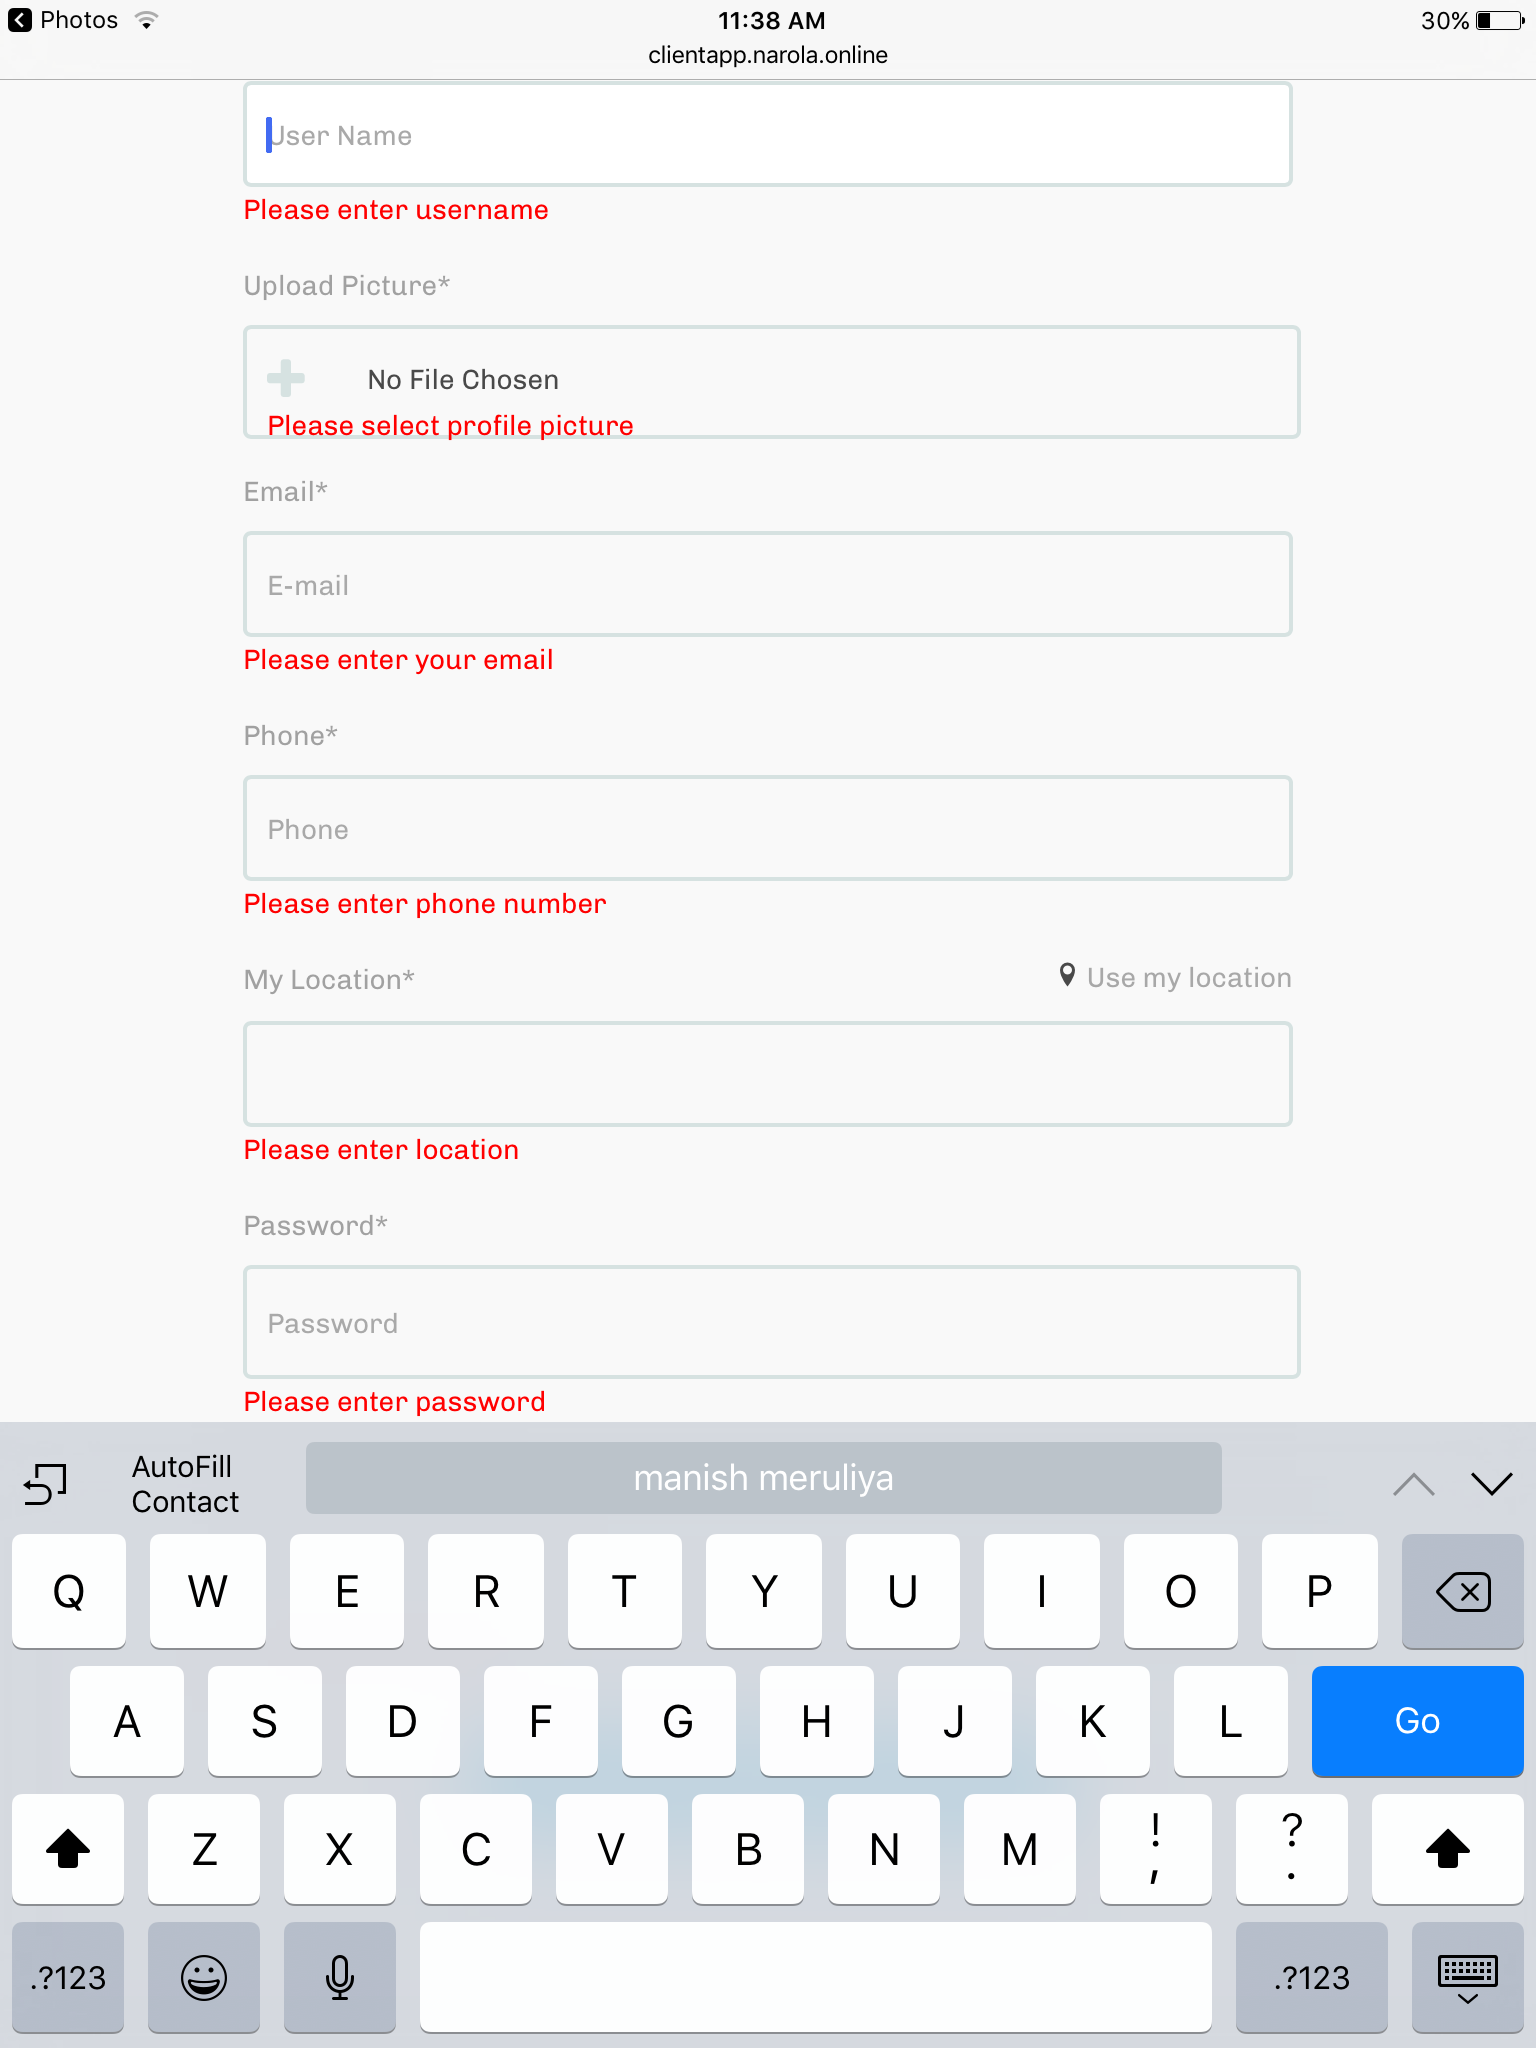 Photos
11:38 AM
30%
clientapp.narola.online
User Name
Please enter username
Upload Picture*
No File Chosen
Please select profile picture
Email*
E-mail
Please enter your email
Phone*
Phone
Please enter phone number
My Location*
Use my location
Please enter location
Password*
Password
Please enter password
AutoFill
Contact
manish meruliya
Q W E R T Y U I O P
A S D F G H J K L Go
Z X C V B N M ! , ? .
.?123 .?123